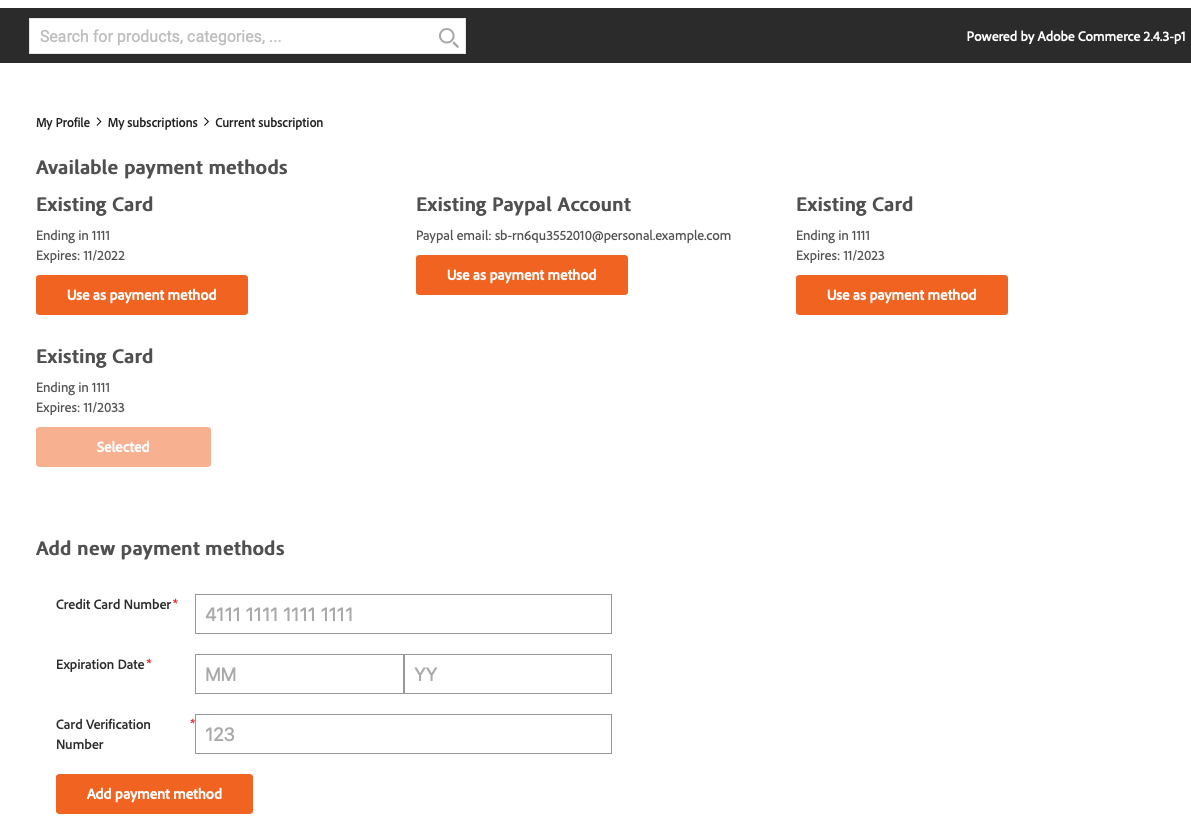 Search for products, categories, ...
Powered by Adobe Commerce 2.4.3-p1
My Profile > My subscriptions > Current subscription
Available payment methods
Existing Card
Ending in 1111
Expires: 11/2022
Use as payment method
Existing Paypal Account
Paypal email: sb-rn6qu3552010@personal.example.com
Use as payment method
Existing Card
Ending in 1111
Expires: 11/2023
Use as payment method
Existing Card
Ending in 1111
Expires: 11/2033
Selected
Add new payment methods
Credit Card Number*
4111 1111 1111 1111
Expiration Date*
MM
YY
Card Verification *
Number
123
Add payment method